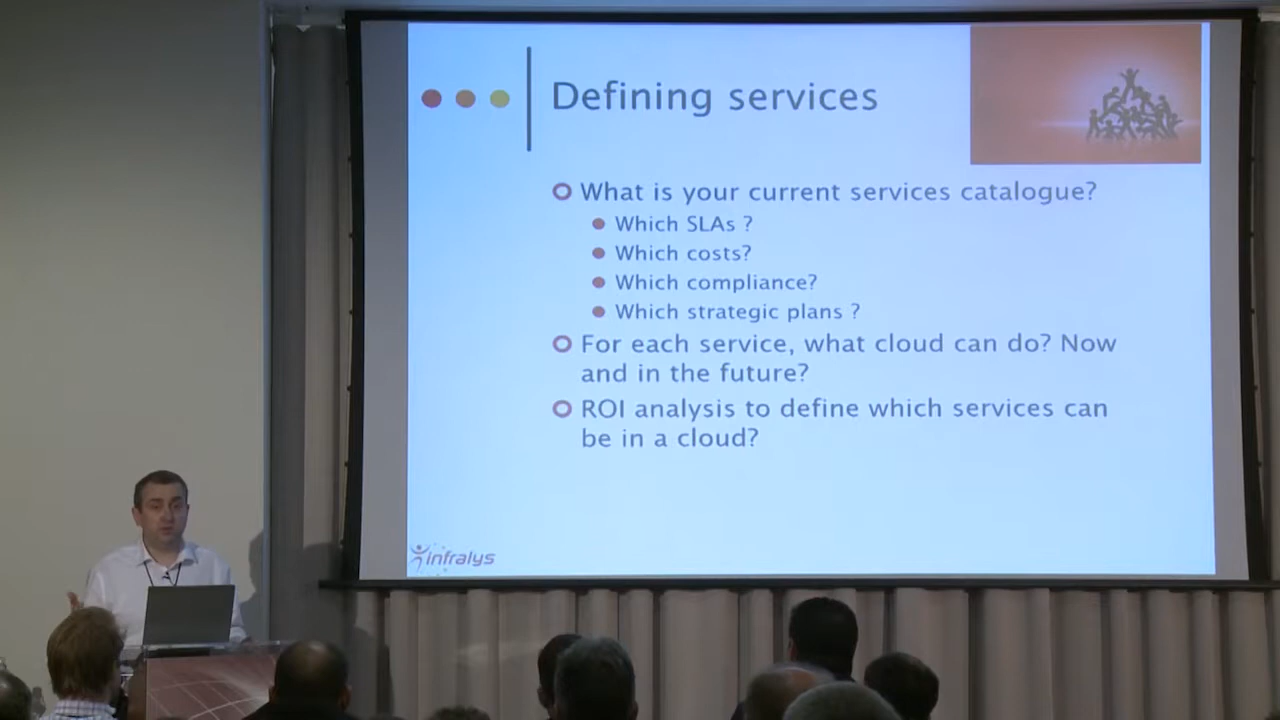 Defining services
What is your current services catalogue?
Which SLAs ?
Which costs?
Which compliance?
Which strategic plans ?
For each service, what cloud can do? Now
and in the future?
ROI analysis to define which services can
be in a cloud?
infralys